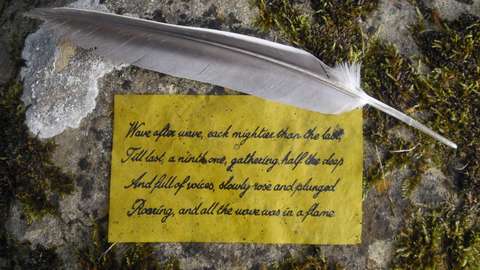 Wave after wave, each mightier than the last,
Till last, a ninth one, gathering half the deep
And full of voices, slowly rose and plunged
Roaring, and all the wave was in a flame